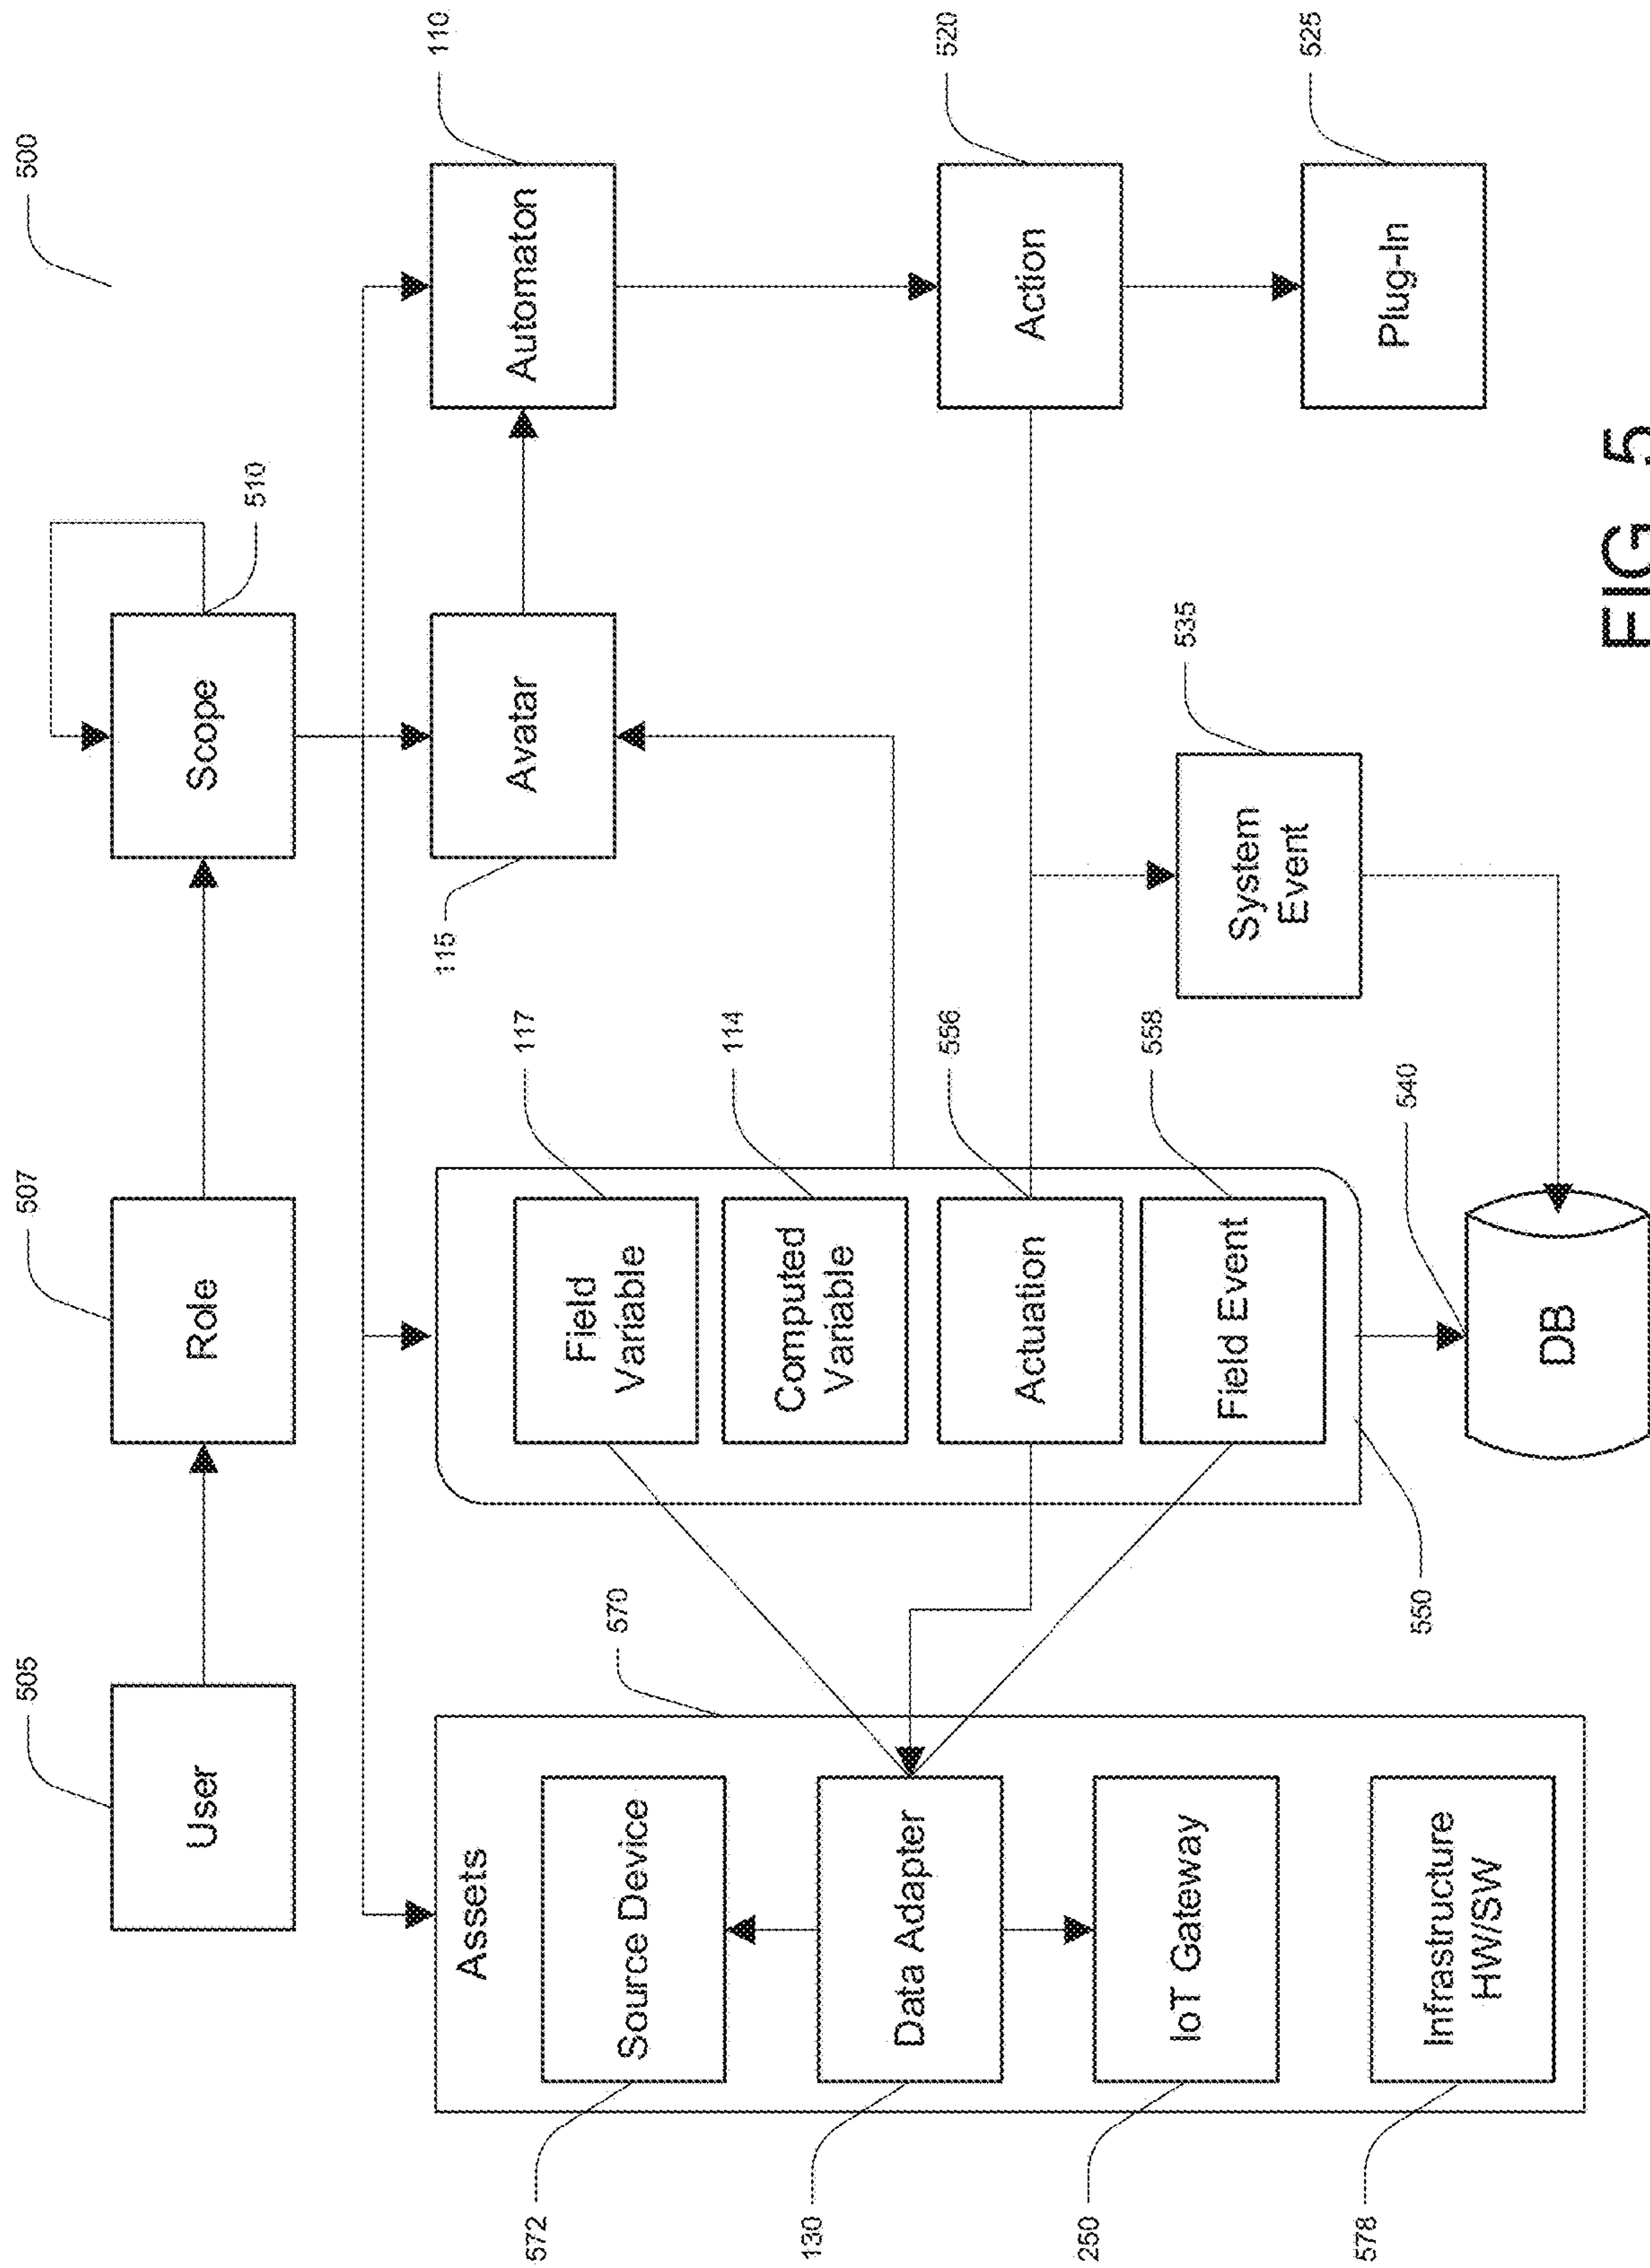 500
505
507
User
Role
Scope
510
110
Assets
570
117
115
Avatar
Automaton
572
Source Device
Field
Variable
114
Computed
Variable
130
Data Adapter
556
Actuation
520
Action
558
Field Event
535
System
Event
250
IoT Gateway
550
540
525
Plug-In
578
Infrastructure
HW/SW
DB
FIG 5